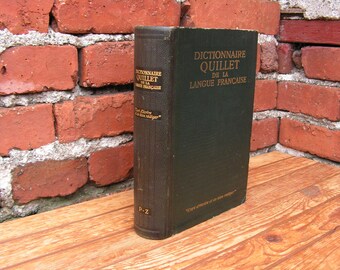 DICTIONNAIRE
QUILLET
DE LA
LANGUE FRANÇAISE
P-Z
DICTIONNAIRE
QUILLET
DE LA
LANGUE FRANÇAISE